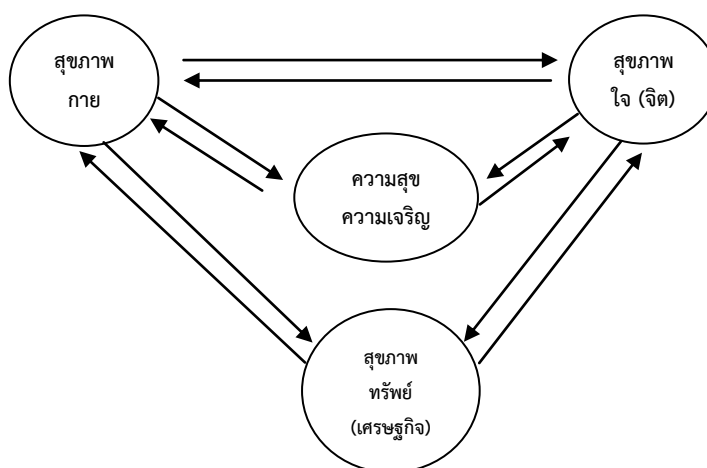 สุขภาพ
กาย
สุขภาพ
ใจ (จิต)
ความสุข
ความเจริญ
สุขภาพ
ทรัพย์
(เศรษฐกิจ)